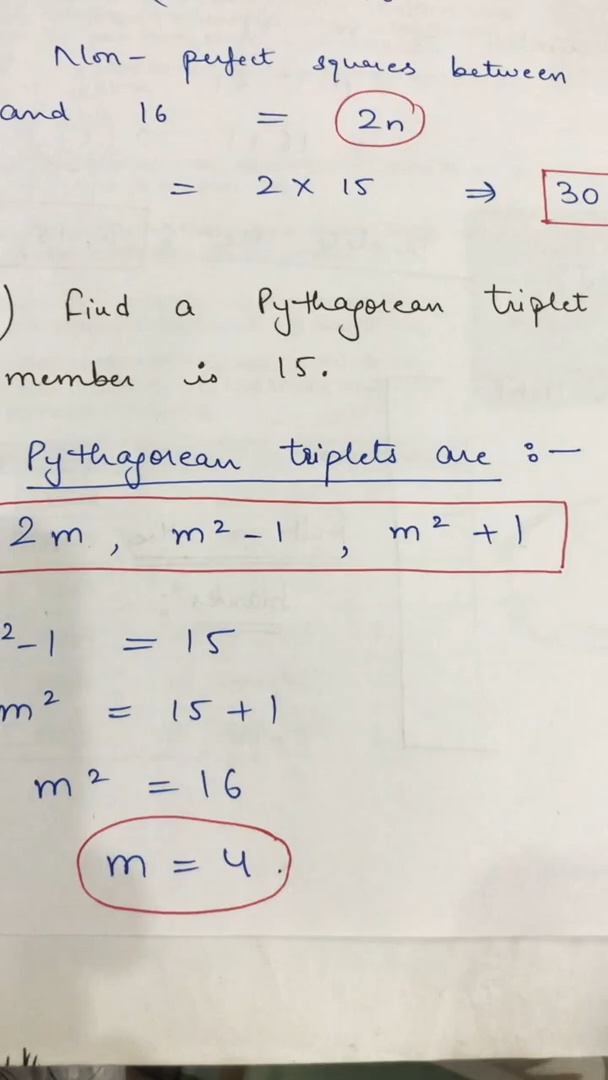 Non- perfect squares between
and 16 = 2n
= 2 × 15 ⇒ 30
) Find a Pythagorean triplet
member is 15.
Pythagorean triplets are :-
2m, m² - 1, m² + 1
²-1 = 15
m² = 15 + 1
m² = 16
m = 4.